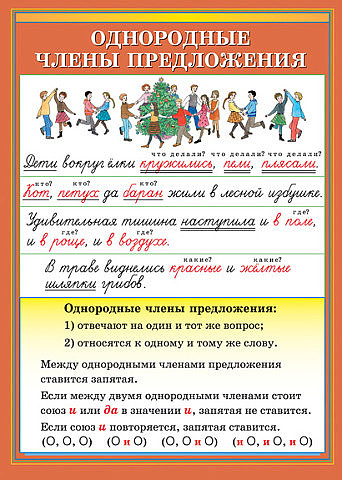 ОДНОРОДНЫЕ
ЧЛЕНЫ ПРЕДЛОЖЕНИЯ
что делали? что делали? что делали?
Дети вокруг ёлки кружились, пели, плясали.
кто? кто? кто?
Кот, петух да баран жили в лесной избушке.
где?
Удивительная тишина наступила и в поле,
где? где?
и в роще, и в воздухе.
какие? какие?
В траве виднелись красные и жёлтые
шляпки грибов.
Однородные члены предложения:
1) отвечают на один и тот же вопрос;
2) относятся к одному и тому же слову.
Между однородными членами предложения
ставится запятая.
Если между двумя однородными членами стоит
союз и или да в значении и, запятая не ставится.
Если союз и повторяется, запятая ставится.
(О, О, О) (О и О) (О, О и О) (и О, и О, и О)